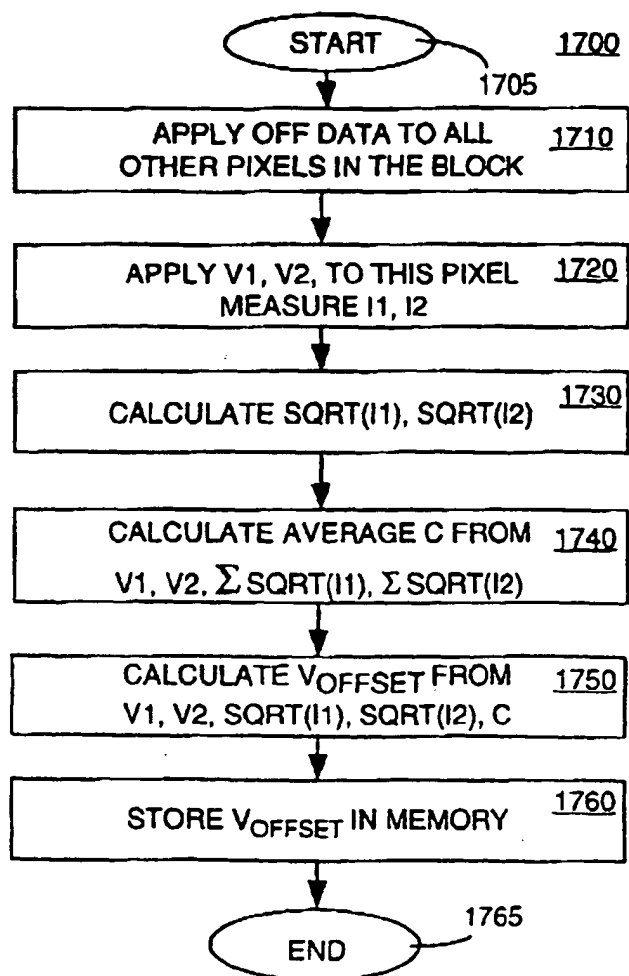 START
1700
1705
APPLY OFF DATA TO ALL
OTHER PIXELS IN THE BLOCK
1710
APPLY V1, V2, TO THIS PIXEL
MEASURE I1, I2
1720
CALCULATE SQRT(I1), SQRT(I2)
1730
CALCULATE AVERAGE C FROM
V1, V2, Σ SQRT(I1), Σ SQRT(I2)
1740
CALCULATE VOFFSET FROM
V1, V2, SQRT(I1), SQRT(I2), C
1750
STORE VOFFSET IN MEMORY
1760
END
1765